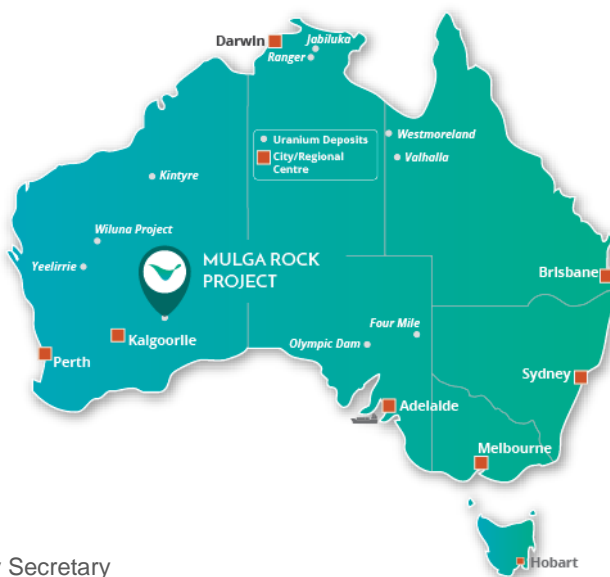 Darwin
Jabiluka
Ranger
Uranium Deposits
City/Regional
Centre
Westmoreland
Valhalla
Kintyre
Wiluna Project
MULGA ROCK
PROJECT
Yeelirrie
Brisbane
Four Mile
Kalgoorlie
Olympic Dam
Perth
Sydney
Adelaide
Melbourne
Hobart
Secretary